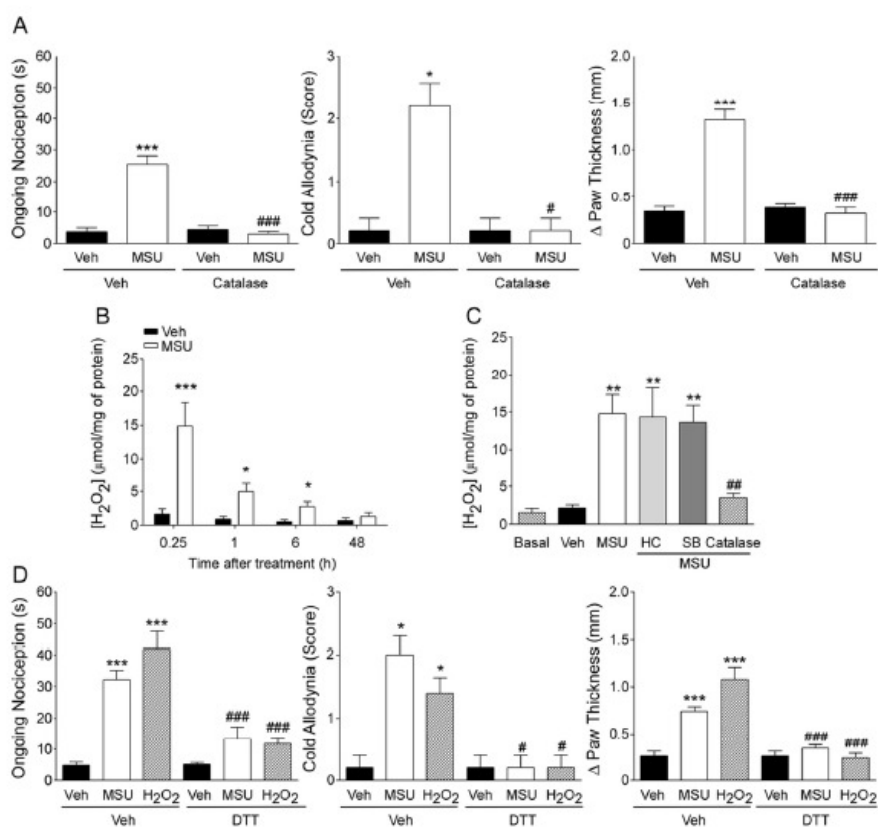 A
Ongoing Nocicepton (s)
60
50
40
30
20
10
0
***
###
Veh MSU Veh MSU
Veh Catalase
Cold Allodynia (Score)
3
2
1
0
*
#
Veh MSU Veh MSU
Veh Catalase
Δ Paw Thickness (mm)
2.0
1.5
1.0
0.5
0
***
###
Veh MSU Veh MSU
Veh Catalase
B
Veh
MSU
[H2O2] (μmol/mg of protein)
25
20
15
10
5
0
***
*
*
0.25 1 6 48
Time after treatment (h)
C
[H2O2] (μmol/mg of protein)
25
20
15
10
5
0
**
**
**
##
Basal Veh MSU HC SB Catalase
MSU
D
Ongoing Nociception (s)
60
50
40
30
20
10
0
***
***
###
###
Veh MSU H2O2 Veh MSU H2O2
Veh DTT
Cold Allodynia (Score)
3
2
1
0
*
*
#
#
Veh MSU H2O2 Veh MSU H2O2
Veh DTT
Δ Paw Thickness (mm)
2.0
1.5
1.0
0.5
0
***
***
###
###
Veh MSU H2O2 Veh MSU H2O2
Veh DTT